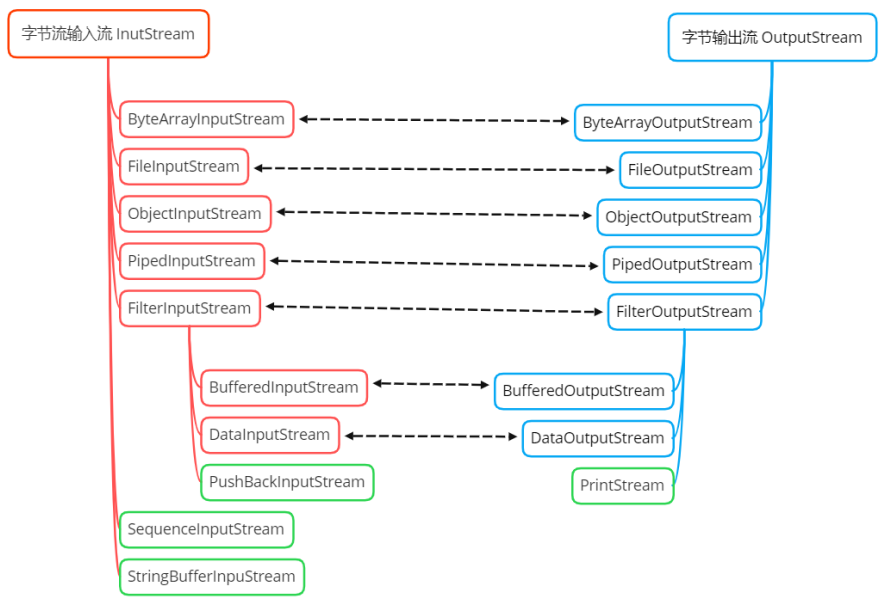 字节流输入流 InutStream
字节输出流 OutputStream
ByteArrayInputStream
ByteArrayOutputStream
FileInputStream
FileOutputStream
ObjectInputStream
ObjectOutputStream
PipedInputStream
PipedOutputStream
FilterInputStream
FilterOutputStream
BufferedInputStream
BufferedOutputStream
DataInputStream
DataOutputStream
PushBackInputStream
PrintStream
SequenceInputStream
StringBufferInpuStream